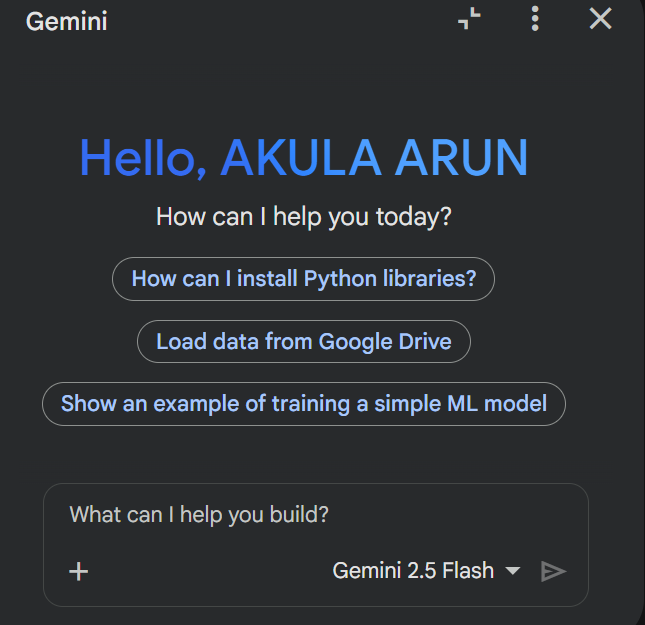 Gemini
Hello, AKULA ARUN
How can I help you today?
How can I install Python libraries?
Load data from Google Drive
Show an example of training a simple ML model
What can I help you build?
Gemini 2.5 Flash